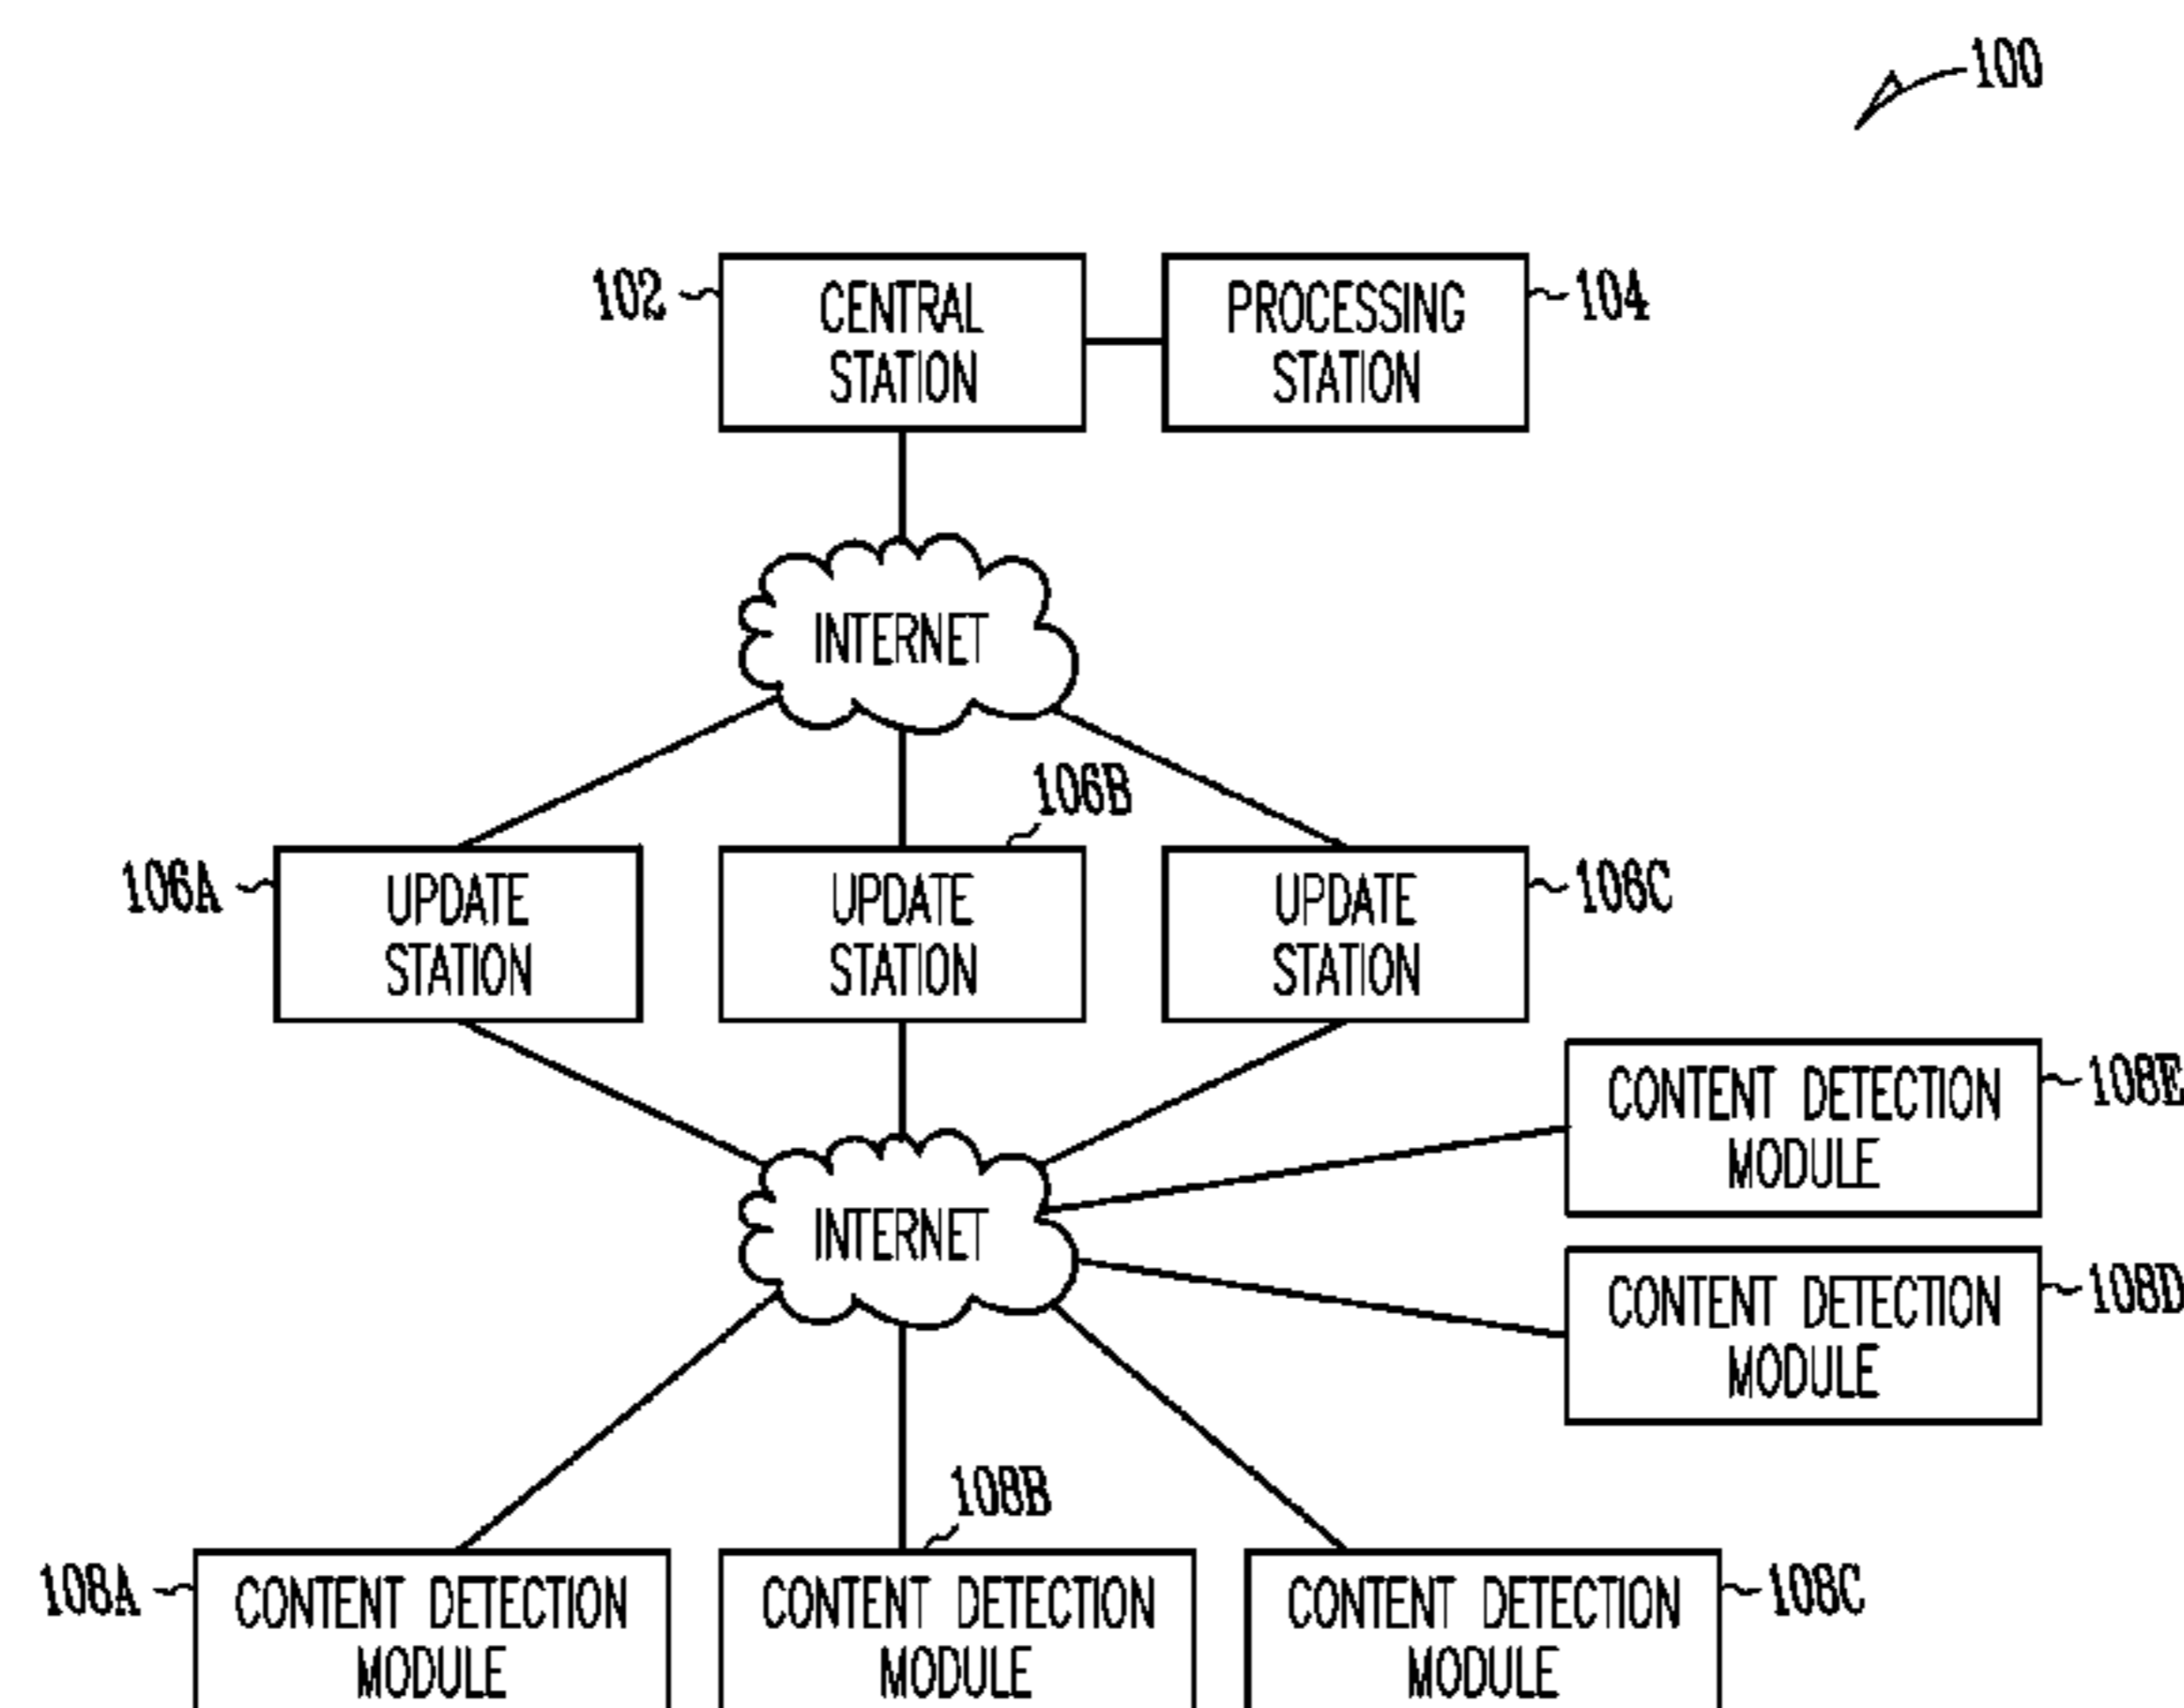 100
102
CENTRAL
STATION
PROCESSING
STATION
104
INTERNET
106B
106A
UPDATE
STATION
UPDATE
STATION
UPDATE
STATION
106C
CONTENT DETECTION
MODULE
108E
INTERNET
CONTENT DETECTION
MODULE
108D
108B
108A
CONTENT DETECTION
MODULE
CONTENT DETECTION
MODULE
CONTENT DETECTION
MODULE
108C